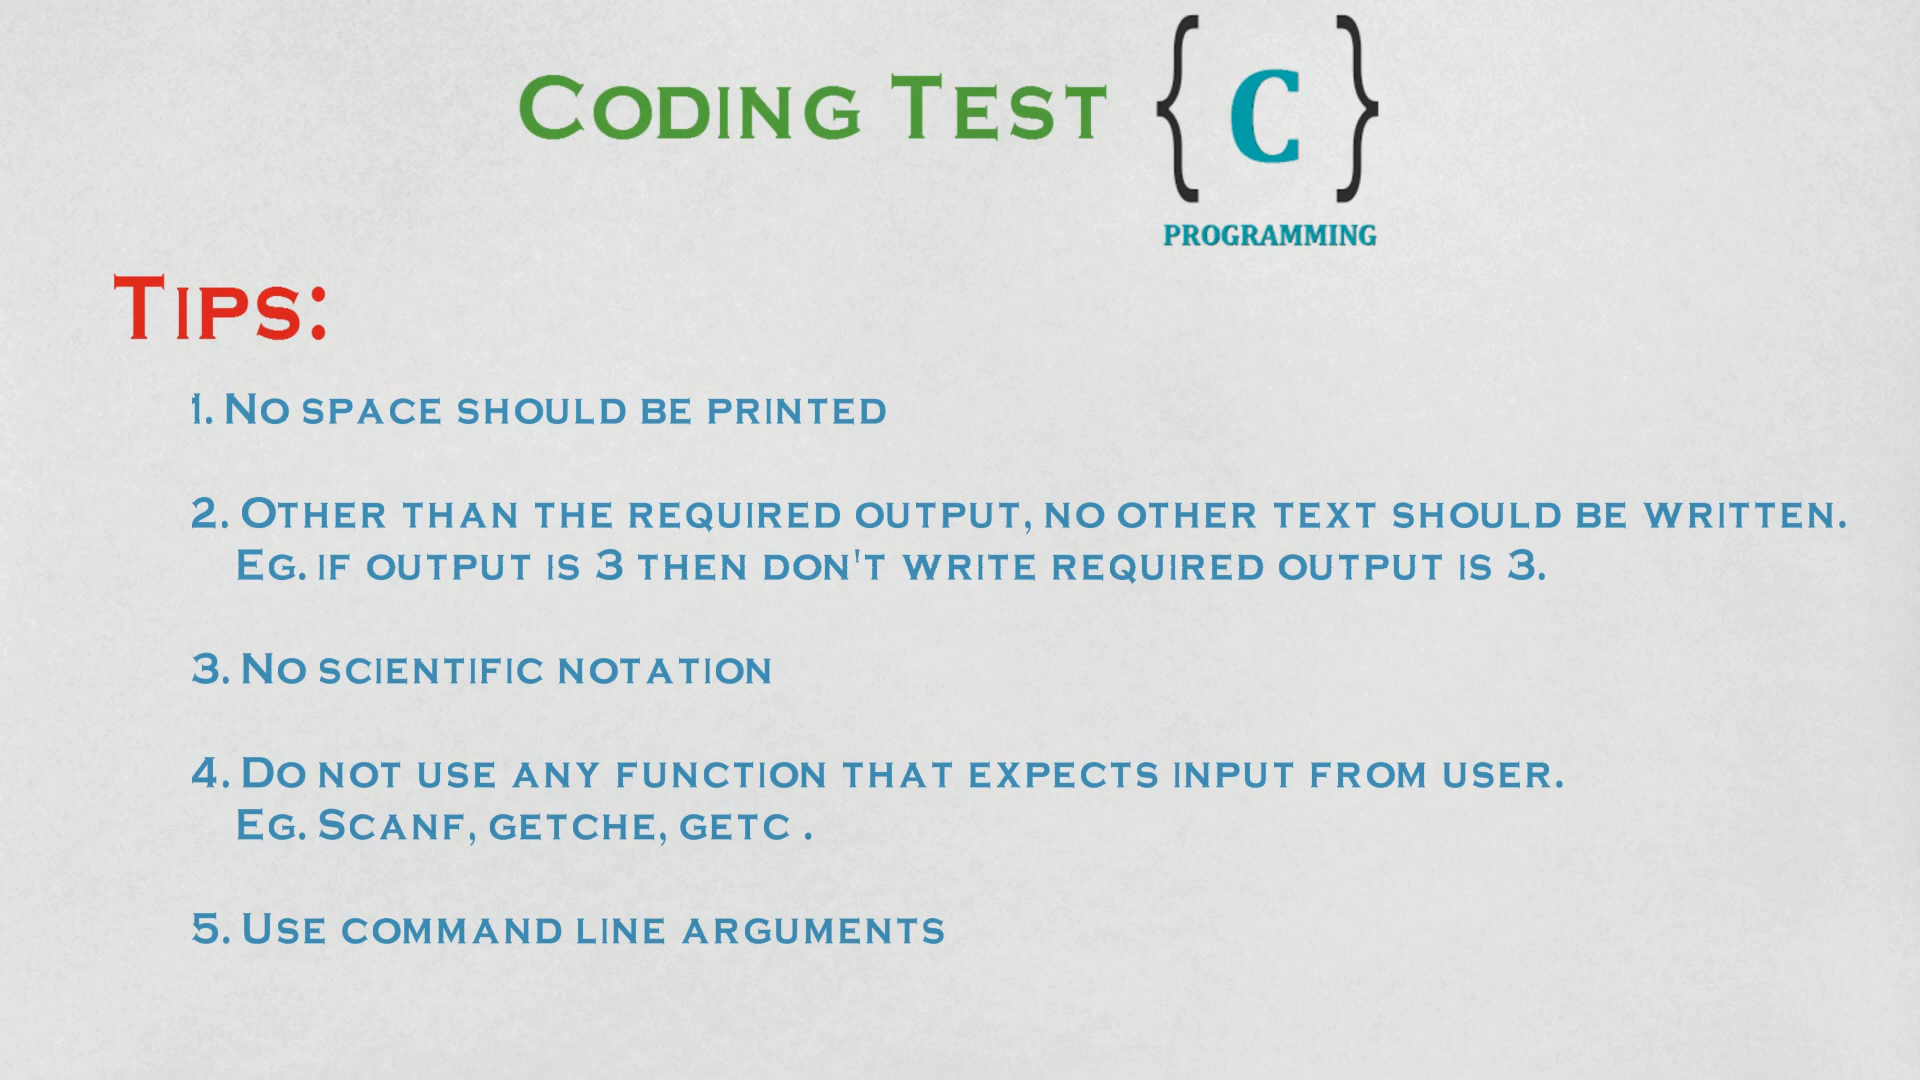 Coding Test
{ C }
PROGRAMMING
Tips:
1. No space should be printed
2. Other than the required output, no other text should be written.
Eg. if output is 3 then don't write required output is 3.
3. No scientific notation
4. Do not use any function that expects input from user.
Eg. Scanf, getche, getc .
5. Use command line arguments